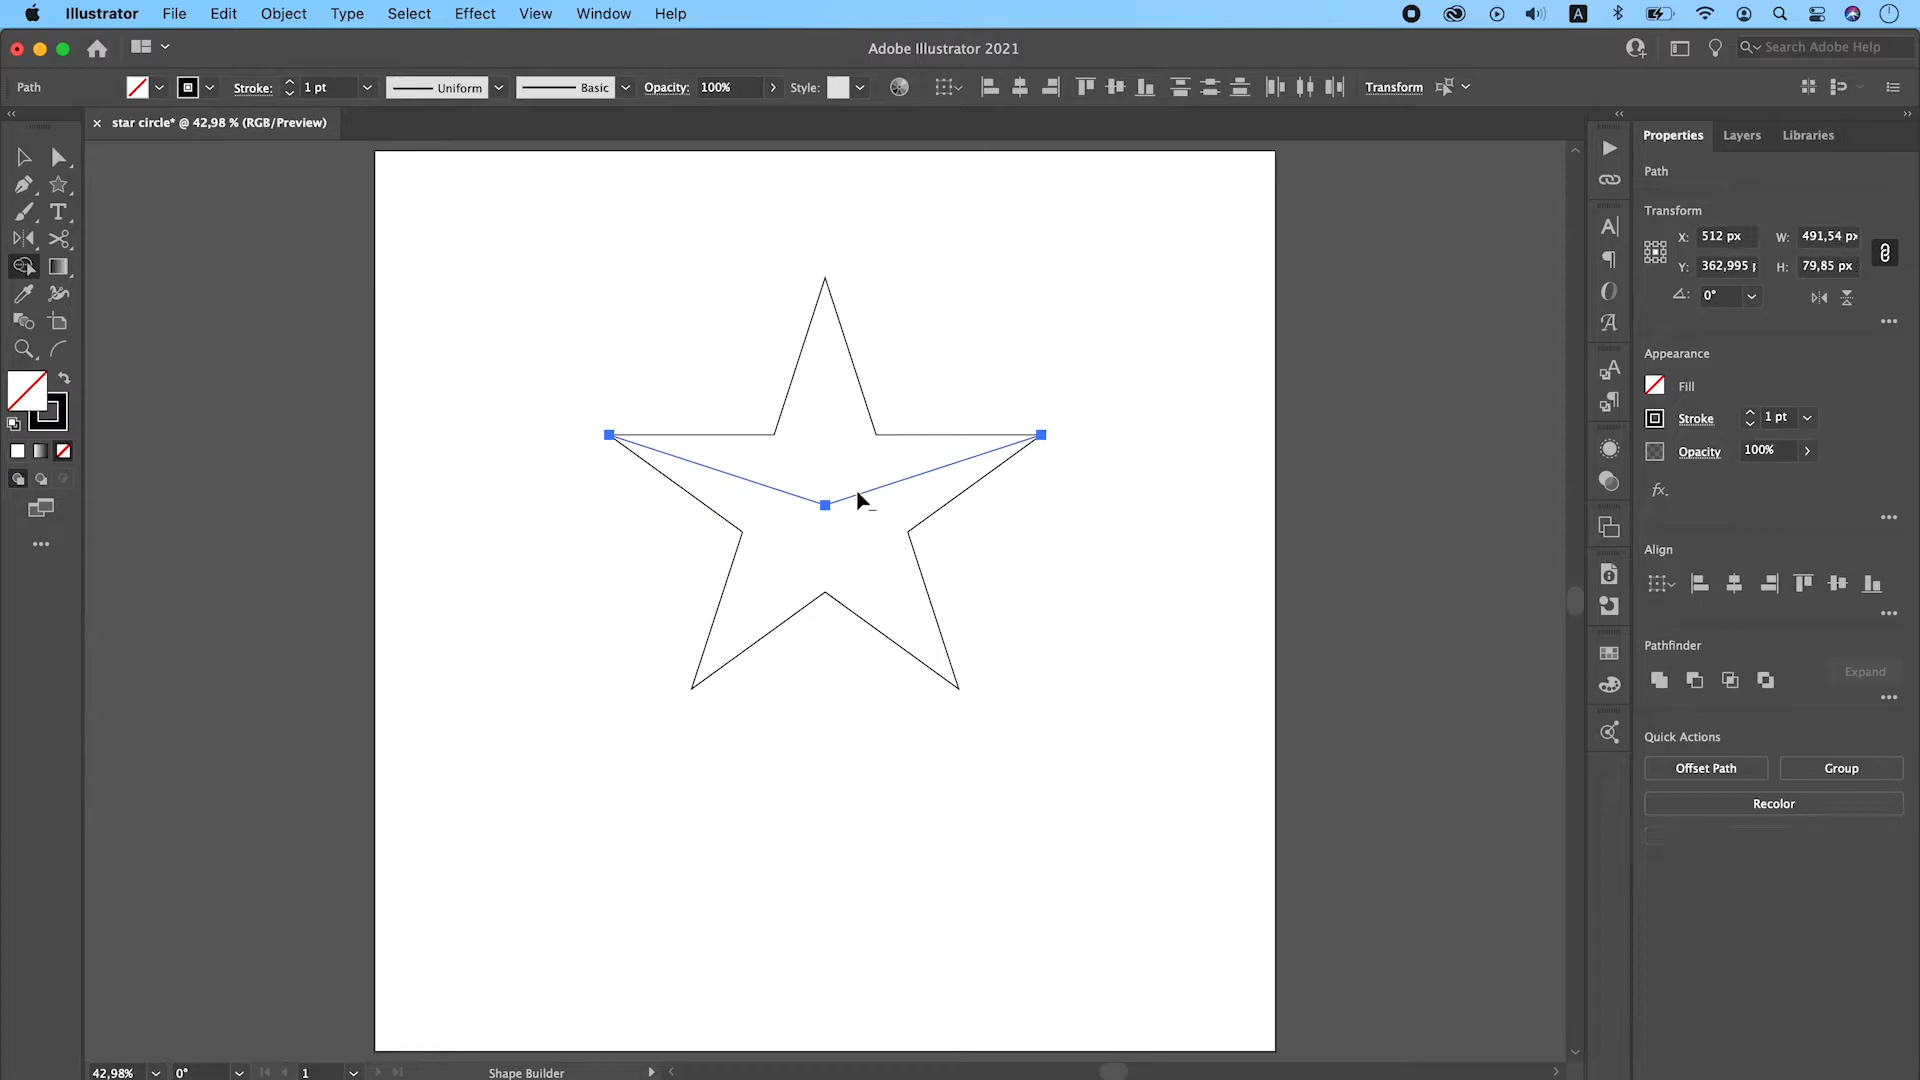 Illustrator File Edit Object Type Select Effect View Window Help A
Adobe Illustrator 2021
Search Adobe Help
Path Stroke: 1 pt Uniform Basic Opacity: 100% Style: Transform
star circle* @ 42,98 % (RGB/Preview)
Properties Layers Libraries
Path
Transform
X: 512 px W: 491,54 px
Y: 362,995 H: 79,85 px
0°
Appearance
Fill
Stroke 1 pt
Opacity 100%
fx.
Align
Pathfinder
Expand
Quick Actions
Offset Path Group
Recolor
42,98% 0° 1 Shape Builder